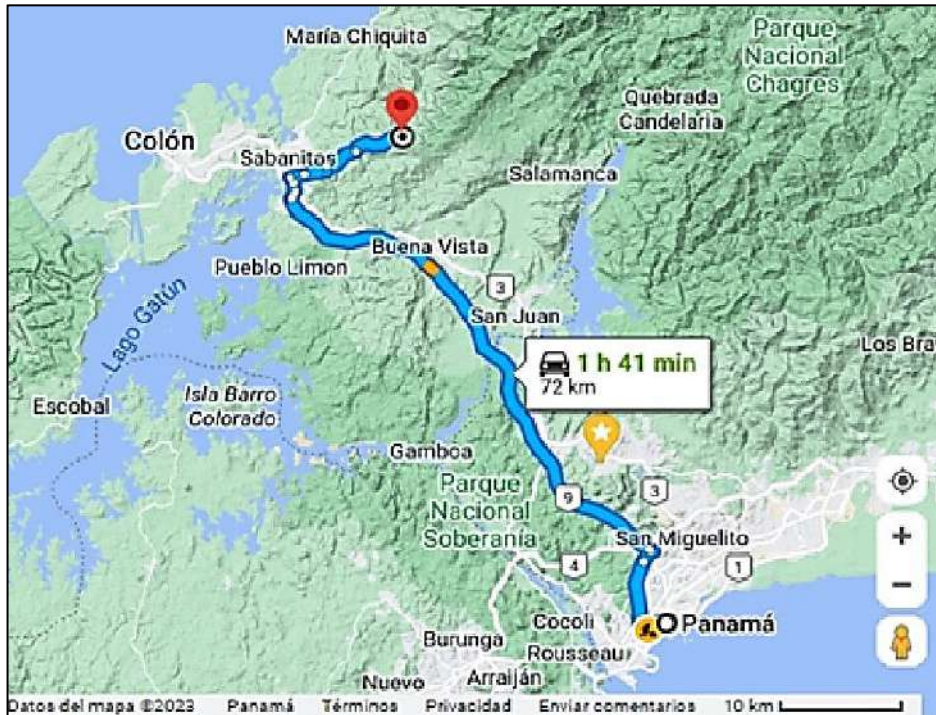 María Chiquita
Parque
Nacional
Chagres
Quebrada
Candelaria
Colón
Sabanitas
Salamanca
Buena Vista
Pueblo Limon
3
San Juan
Lago Gatún
1 h 41 min
72 km
Los Bra
Isla Barro
Colorado
Escobal
Gamboa
Parque
Nacional
Soberanía
9
3
San Miguelito
4
1
Cocoli
Panamá
Burunga
Rousseau
Arraiján
Nuevo
Datos del mapa ©2023 Panamá Términos Privacidad Enviar comentarios 10 km